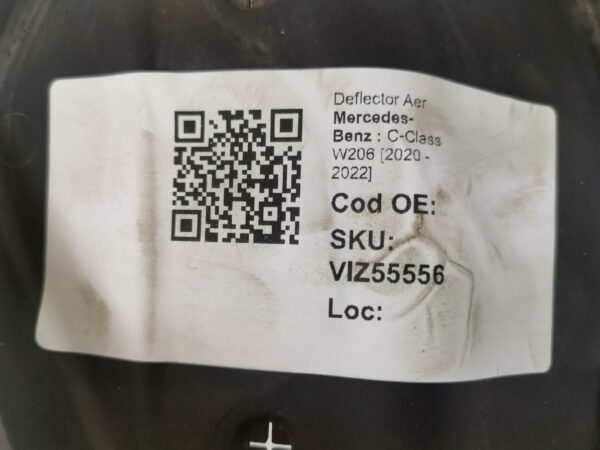 Deflector Aer
Mercedes-
Benz : C-Class
W206 [2020 -
2022]
Cod OE:
SKU:
VIZ55556
Loc: